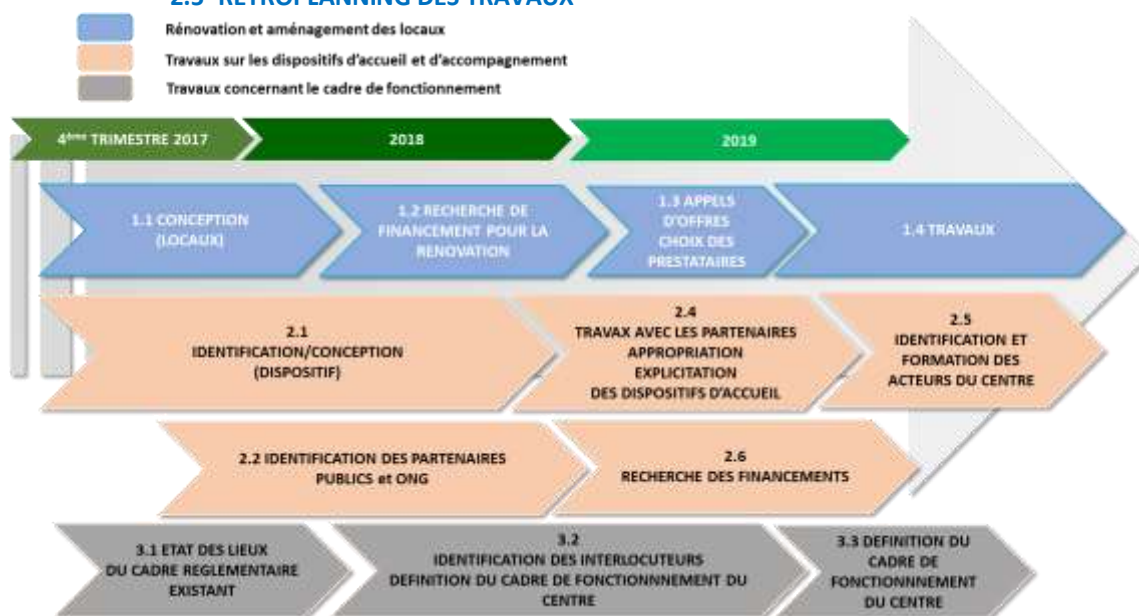 2.3 RETROPLANNING DES TRAVAUX
Rénovation et aménagement des locaux
Travaux sur les dispositifs d'accueil et d'accompagnement
Travaux concernant le cadre de fonctionnement
4ème TRIMESTRE 2017
2018
2019
1.1 CONCEPTION
(LOCAUX)
1.2 RECHERCHE DE
FINANCEMENT POUR LA
RENOVATION
1.3 APPELS
D'OFFRES
CHOIX DES
PRESTATAIRES
1.4 TRAVAUX
2.1
IDENTIFICATION/CONCEPTION
(DISPOSITIF)
2.4
TRAVAX AVEC LES PARTENAIRES
APPROPRIATION
EXPLICITATION
DES DISPOSITIFS D'ACCUEIL
2.5
IDENTIFICATION ET
FORMATION DES
ACTEURS DU CENTRE
2.2 IDENTIFICATION DES PARTENAIRES
PUBLICS et ONG
2.6
RECHERCHE DES FINANCEMENTS
3.1 ETAT DES LIEUX
DU CADRE REGLEMENTAIRE
EXISTANT
3.2
IDENTIFICATION DES INTERLOCUTEURS
DEFINITION DU CADRE DE FONCTIONNNEMENT DU
CENTRE
3.3 DEFINITION DU
CADRE DE
FONCTIONNNEMENT
DU CENTRE